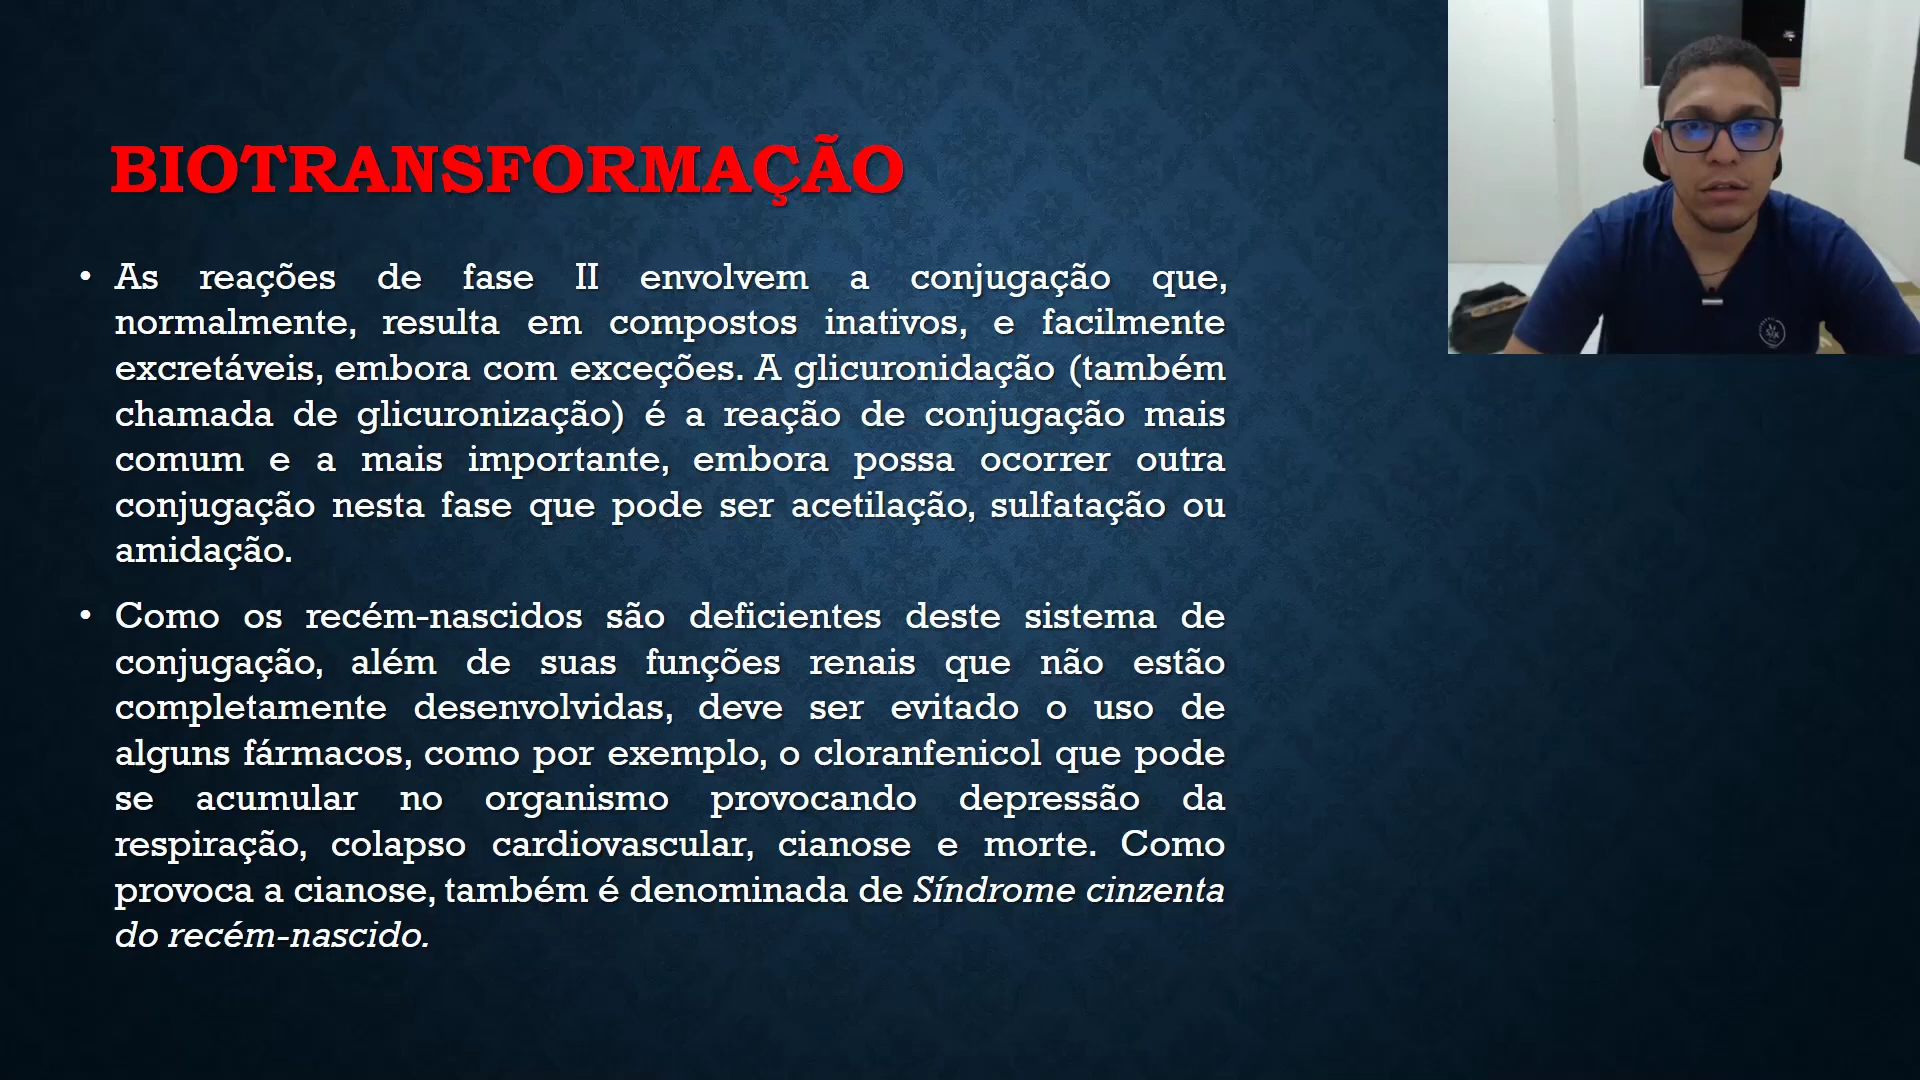 BIOTRANSFORMAÇÃO
• As reações de fase II envolvem a conjugação que,
normalmente, resulta em compostos inativos, e facilmente
excretáveis, embora com exceções. A glicuronidação (também
chamada de glicuronização) é a reação de conjugação mais
comum e a mais importante, embora possa ocorrer outra
conjugação nesta fase que pode ser acetilação, sulfatação ou
amidação.
• Como os recém-nascidos são deficientes deste sistema de
conjugação, além de suas funções renais que não estão
completamente desenvolvidas, deve ser evitado o uso de
alguns fármacos, como por exemplo, o cloranfenicol que pode
se acumular no organismo provocando depressão da
respiração, colapso cardiovascular, cianose e morte. Como
provoca a cianose, também é denominada de Síndrome cinzenta
do recém-nascido.